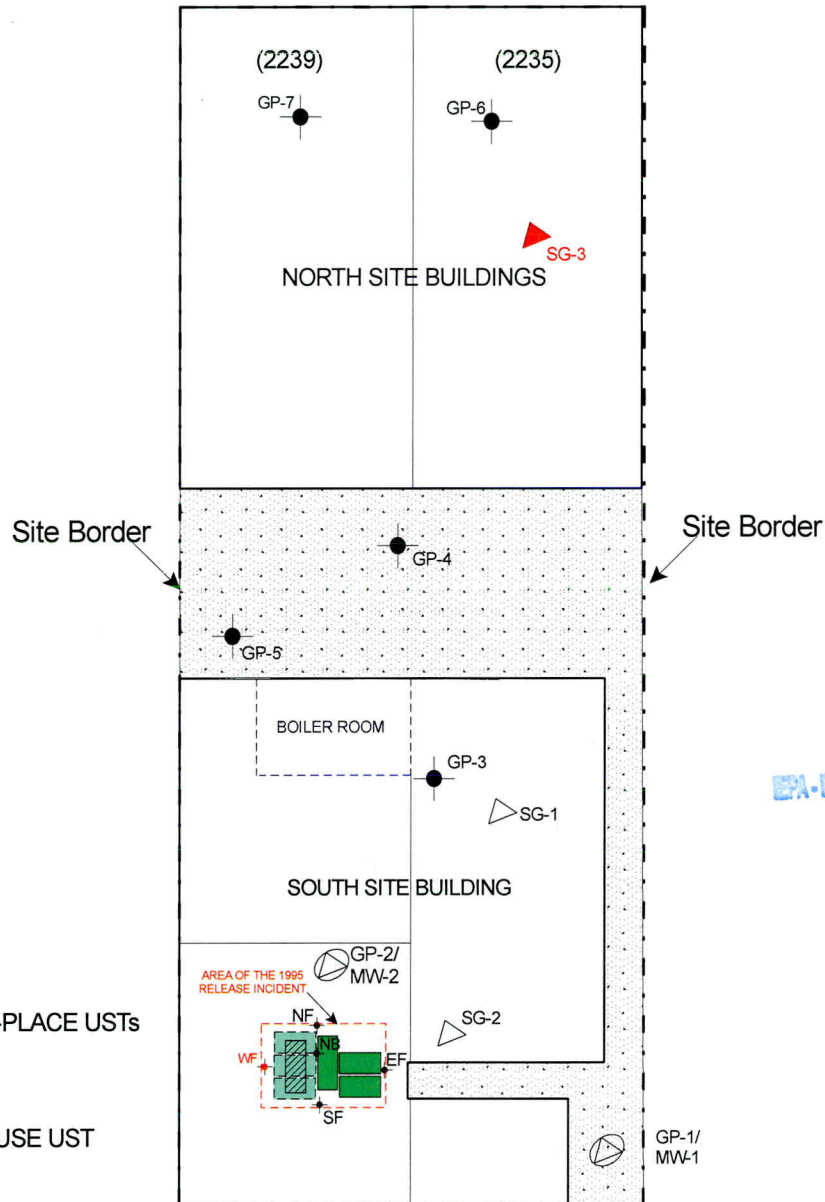 (2239)
(2235)
GP-7
GP-6
SG-3
NORTH SITE BUILDINGS
Site Border
Site Border
GP-4
GP-5
BOILER ROOM
GP-3
SG-1
SOUTH SITE BUILDING
GP-2/
MW-2
AREA OF THE 1995
RELEASE INCIDENT
-PLACE USTs
NF
SG-2
NB
WF
EF
SF
USE UST
GP-1/
MW-1